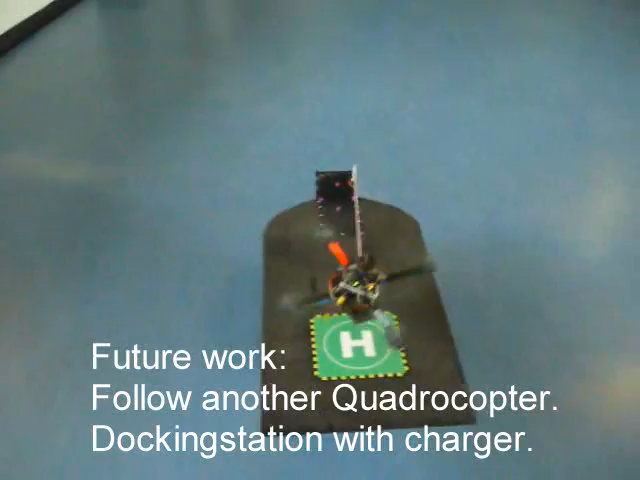 H
Future work:
Follow another Quadrocopter.
Dockingstation with charger.